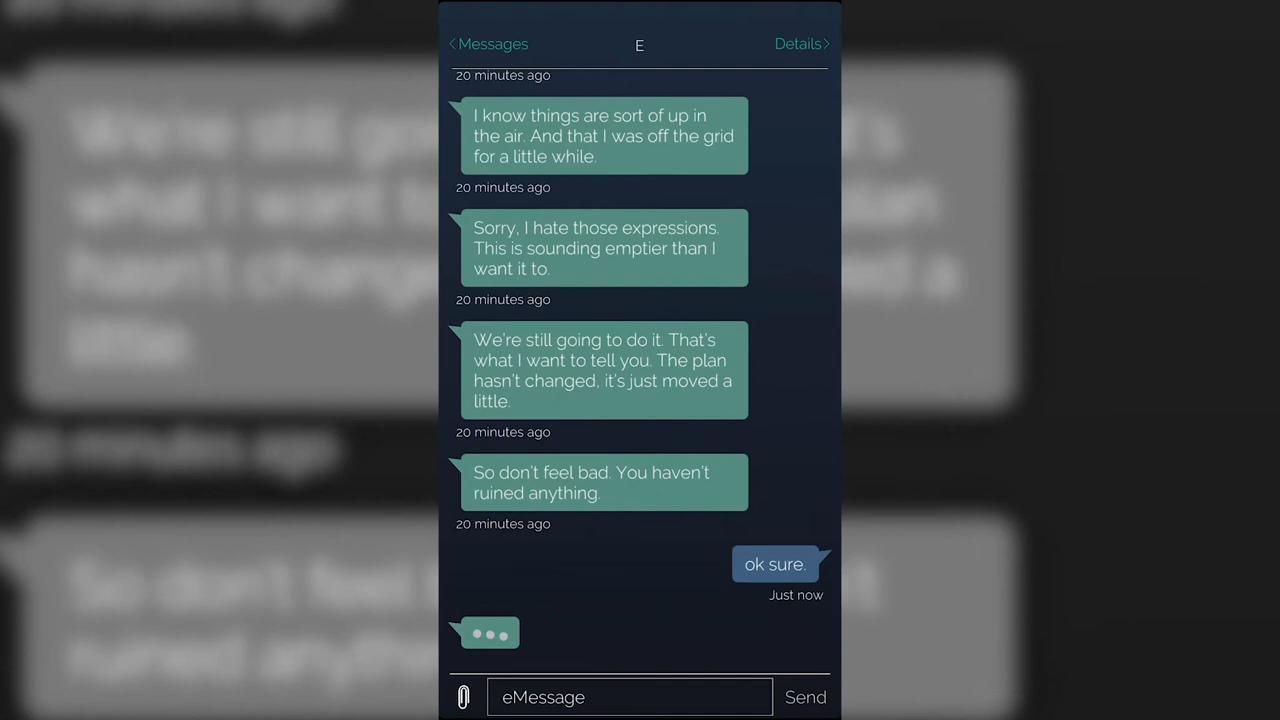 Messages
E
Details
20 minutes ago
I know things are sort of up in
the air. And that I was off the grid
for a little while.
20 minutes ago
Sorry, I hate those expressions.
This is sounding emptier than I
want it to.
20 minutes ago
We're still going to do it. That's
what I want to tell you. The plan
hasn't changed, it's just moved a
little.
20 minutes ago
So don't feel bad. You haven't
ruined anything.
20 minutes ago
ok sure.
Just now
eMessage
Send